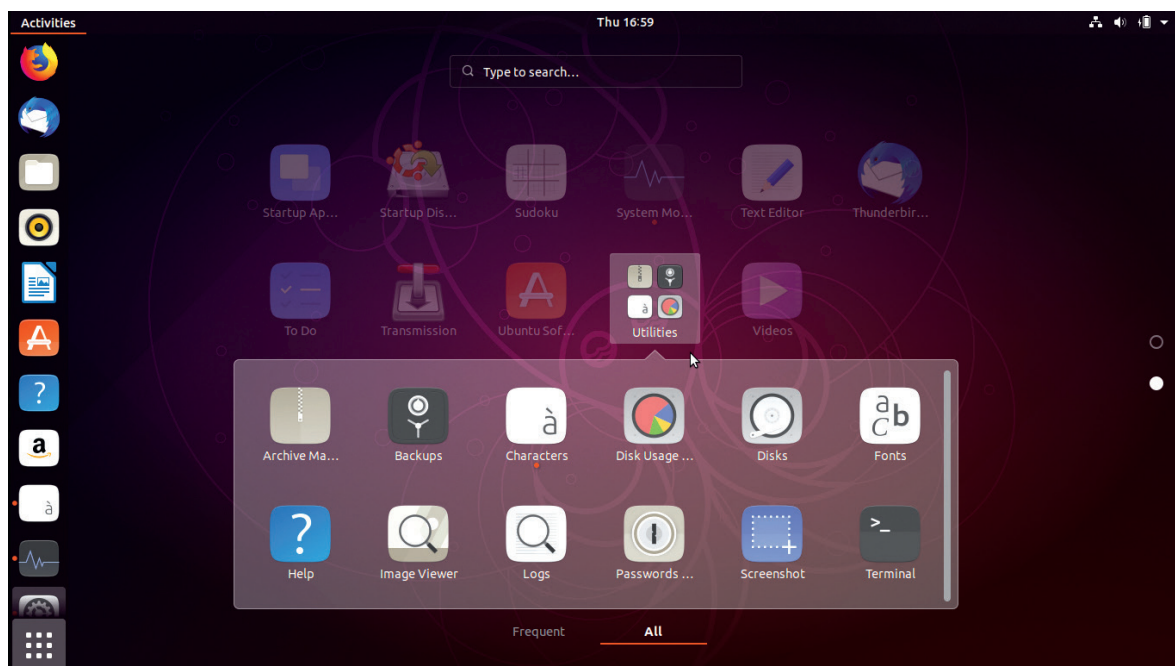 Activities Thu 16:59
Type to search...
Startup Ap... Startup Dis... Sudoku System Mo... Text Editor Thunderbir...
To Do Transmission Ubuntu Sof... Utilities Videos
Archive Ma... Backups Characters Disk Usage ... Disks Fonts
Help Image Viewer Logs Passwords ... Screenshot Terminal
Frequent All